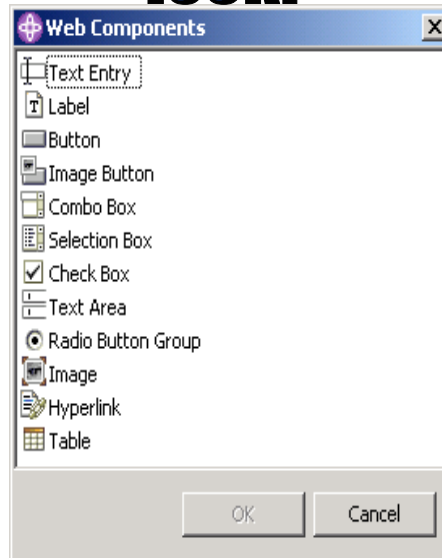 Web Components
Text Entry
Label
Button
Image Button
Combo Box
Selection Box
Check Box
Text Area
Radio Button Group
Image
Hyperlink
Table
OK Cancel